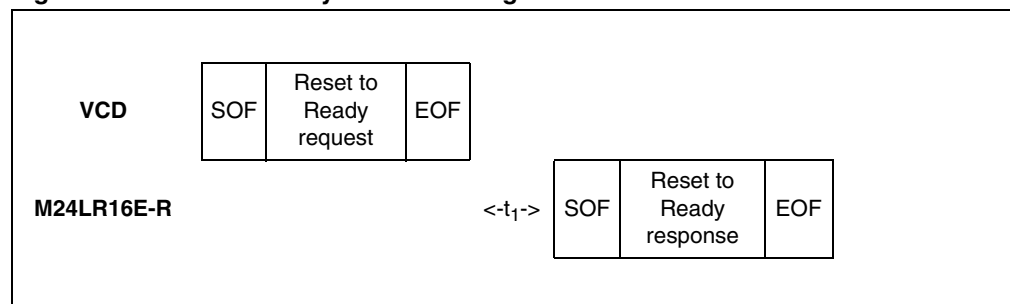 VCD
SOF
Reset to
Ready
request
EOF
M24LR16E-R
<-t1->
SOF
Reset to
Ready
response
EOF